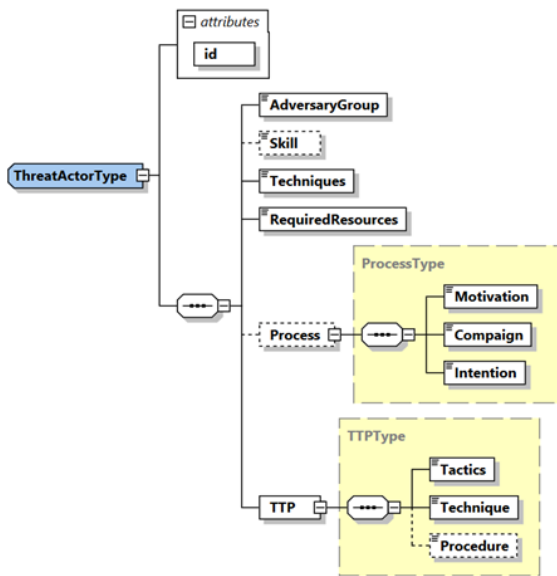 attributes
id
AdversaryGroup
Skill
ThreatActorType
Techniques
RequiredResources
ProcessType
Motivation
Process
Compaign
Intention
TTPType
Tactics
TTP
Technique
Procedure